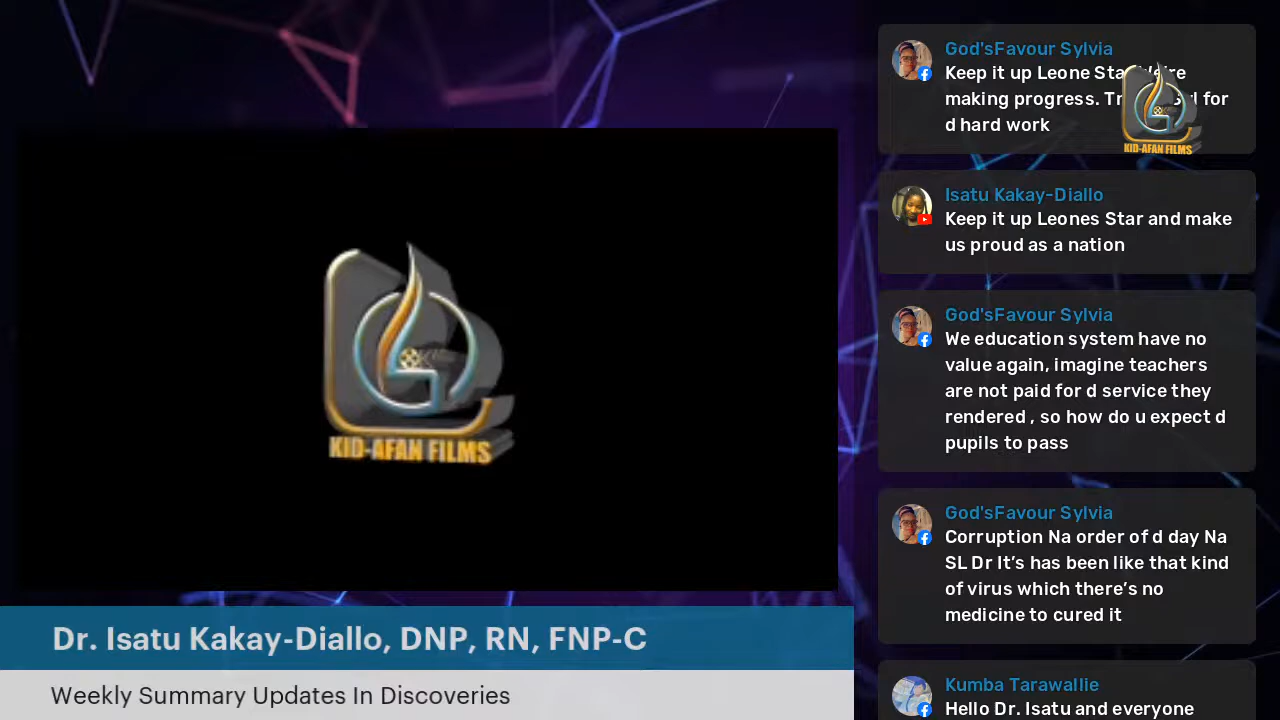 KID-AFAN FILMS
Dr. Isatu Kakay-Diallo, DNP, RN, FNP-C
Weekly Summary Updates In Discoveries
God'sFavour Sylvia
Keep it up Leone
making progress. for
d hard work
KID-AFAN FILMS
Isatu Kakay-Diallo
Keep it up Leones Star and make
us proud as a nation
God'sFavour Sylvia
We education system have no
value again, imagine teachers
are not paid for d service they
rendered , so how do u expect d
pupils to pass
God'sFavour Sylvia
Corruption Na order of d day Na
SL Dr It’s has been like that kind
of virus which there’s no
medicine to cured it
Kumba Tarawallie
Hello Dr. Isatu and everyone